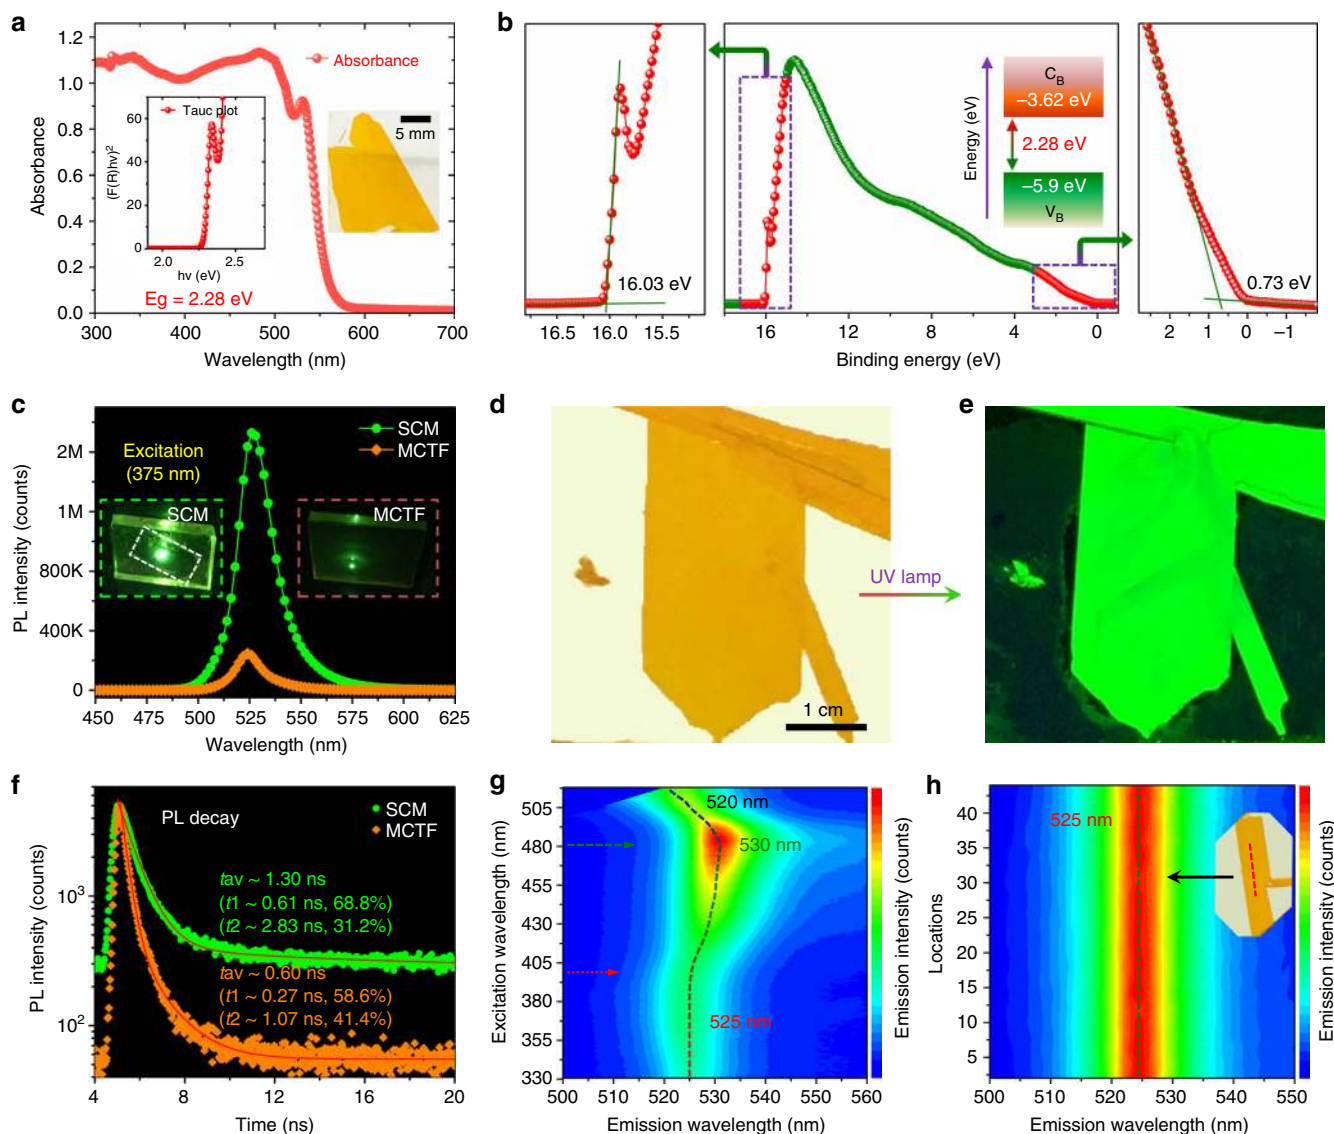 a
1.2
1.0
0.8
0.6
0.4
0.2
0.0
Absorbance
Absorbance
Tauc plot
60
40
20
0
(F(R)hv)²
2.0
2.5
hv (eV)
Eg = 2.28 eV
5 mm
300
400
500
600
700
Wavelength (nm)
b
16.03 eV
16.5
16.0
15.5
Energy (eV)
C_B
−3.62 eV
2.28 eV
−5.9 eV
V_B
16
12
8
4
0
Binding energy (eV)
0.73 eV
2
1
0
−1
c
SCM
MCTF
Excitation
(375 nm)
SCM
MCTF
2M
1M
800K
400K
0
PL intensity (counts)
450
475
500
525
550
575
600
625
Wavelength (nm)
d
1 cm
UV lamp
e
f
SCM
MCTF
PL decay
tav ~ 1.30 ns
(t1 ~ 0.61 ns, 68.8%)
(t2 ~ 2.83 ns, 31.2%)
tav ~ 0.60 ns
(t1 ~ 0.27 ns, 58.6%)
(t2 ~ 1.07 ns, 41.4%)
10³
10²
PL intensity (counts)
4
8
12
16
20
Time (ns)
g
520 nm
530 nm
525 nm
505
480
455
430
405
380
355
330
Excitation wavelength (nm)
500
510
520
530
540
550
560
Emission wavelength (nm)
Emission intensity (counts)
h
525 nm
40
35
30
25
20
15
10
5
Locations
500
510
520
530
540
550
Emission wavelength (nm)
Emission intensity (counts)